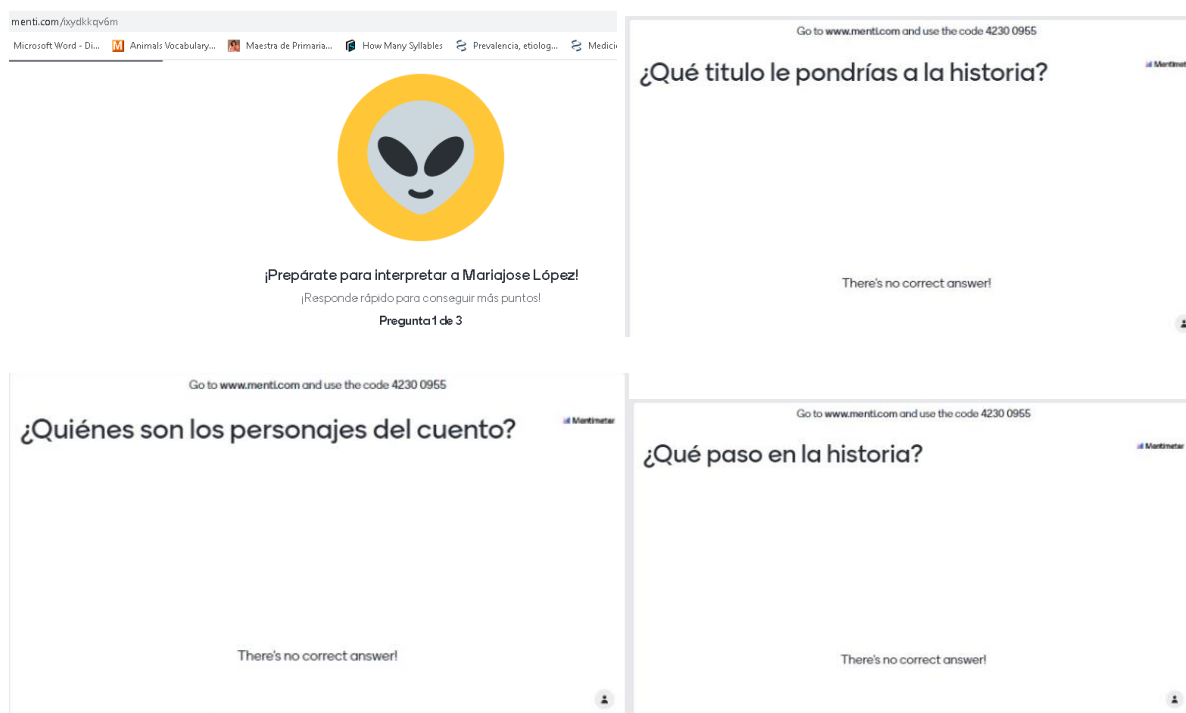 menti.com/ixydkkqv6m
Microsoft Word - Di... Animals Vocabulary... Maestra de Primaria... How Many Syllables Prevalencia, etiolog... Medici
¡Prepárate para interpretar a Mariajose López!
¡Responde rápido para conseguir más puntos!
Pregunta 1 de 3
Go to www.menti.com and use the code 4230 0955
¿Qué titulo le pondrías a la historia?
Mentimet
There's no correct answer!
Go to www.menti.com and use the code 4230 0955
¿Quiénes son los personajes del cuento?
Mentimeter
There's no correct answer!
Go to www.menti.com and use the code 4230 0955
¿Qué paso en la historia?
Mentimeter
There's no correct answer!